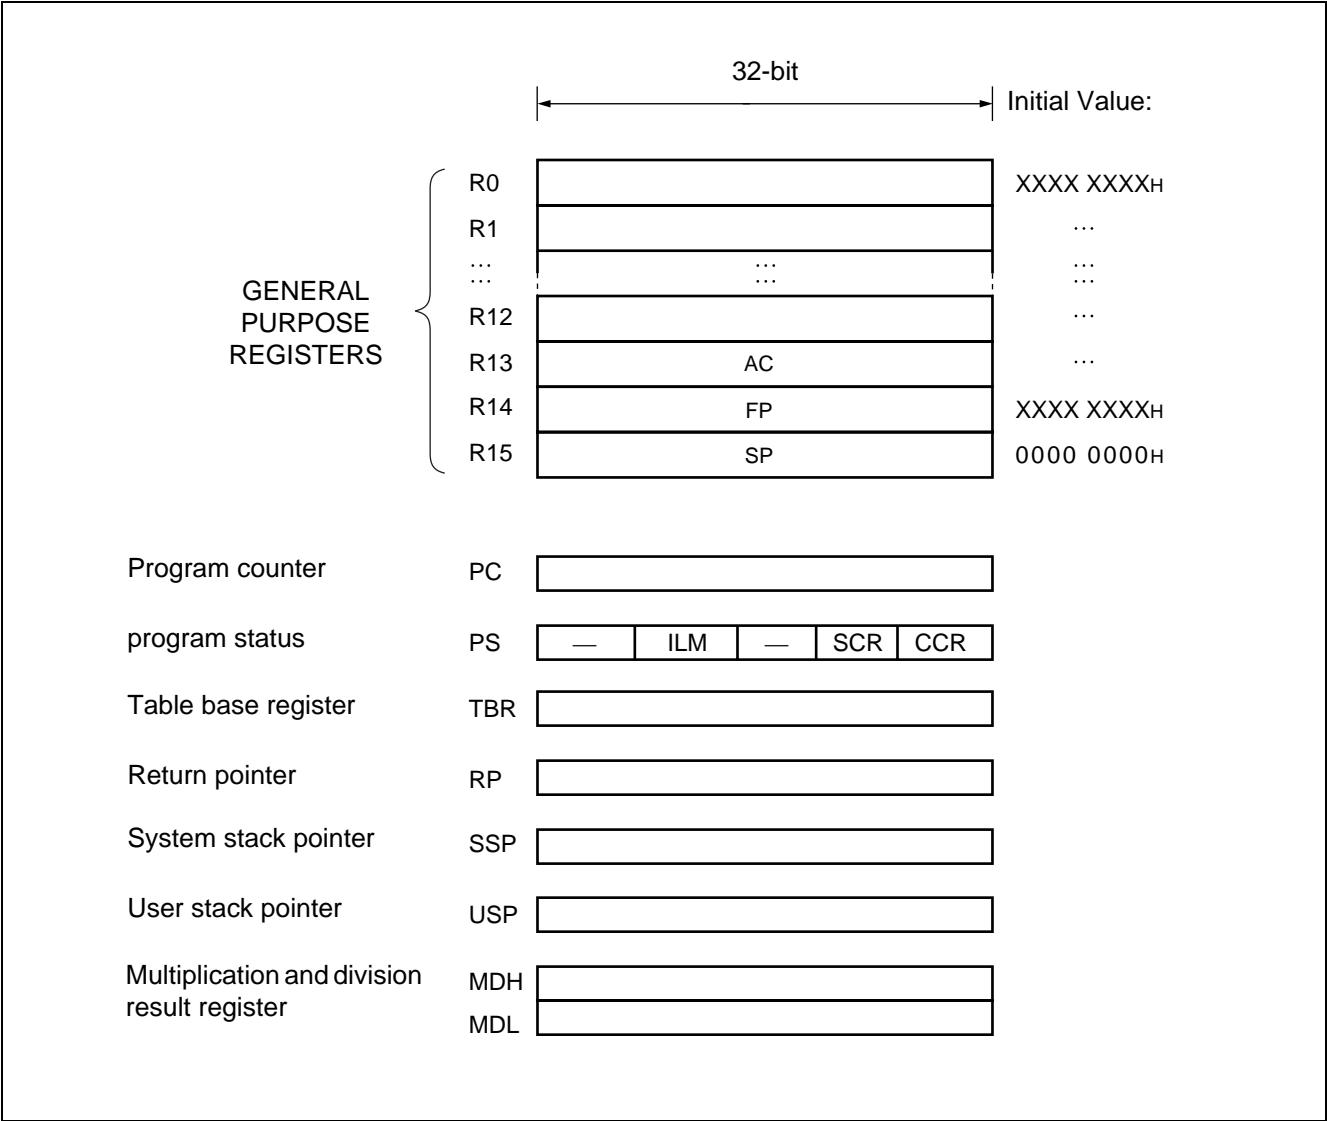 32-bit
Initial Value:
R0 XXXX XXXXH
R1 ...
... ... ...
... ... ...
GENERAL
PURPOSE
REGISTERS
R12 ...
R13 AC ...
R14 FP XXXX XXXXH
R15 SP 0000 0000H
Program counter PC
program status PS — ILM — SCR CCR
Table base register TBR
Return pointer RP
System stack pointer SSP
User stack pointer USP
Multiplication and division
result register
MDH
MDL